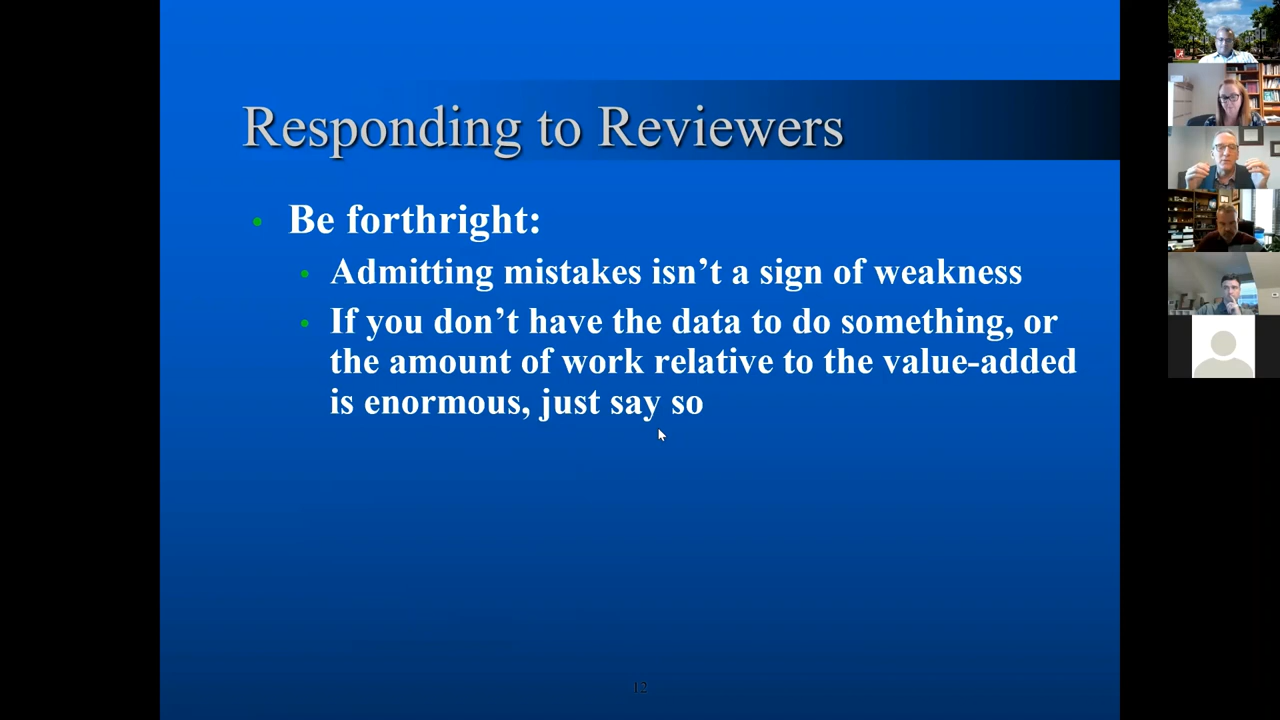 Responding to Reviewers
• Be forthright:
• Admitting mistakes isn’t a sign of weakness
• If you don’t have the data to do something, or
the amount of work relative to the value-added
is enormous, just say so
12